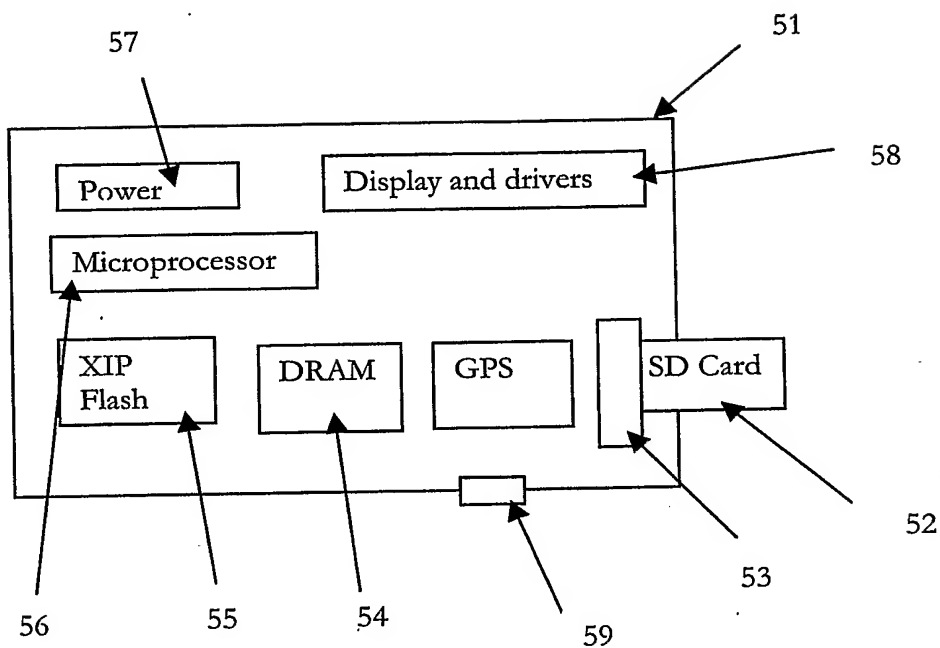 51
57
58
Power
Display and drivers
Microprocessor
XIP
Flash
DRAM
GPS
SD Card
52
53
56
55
54
59